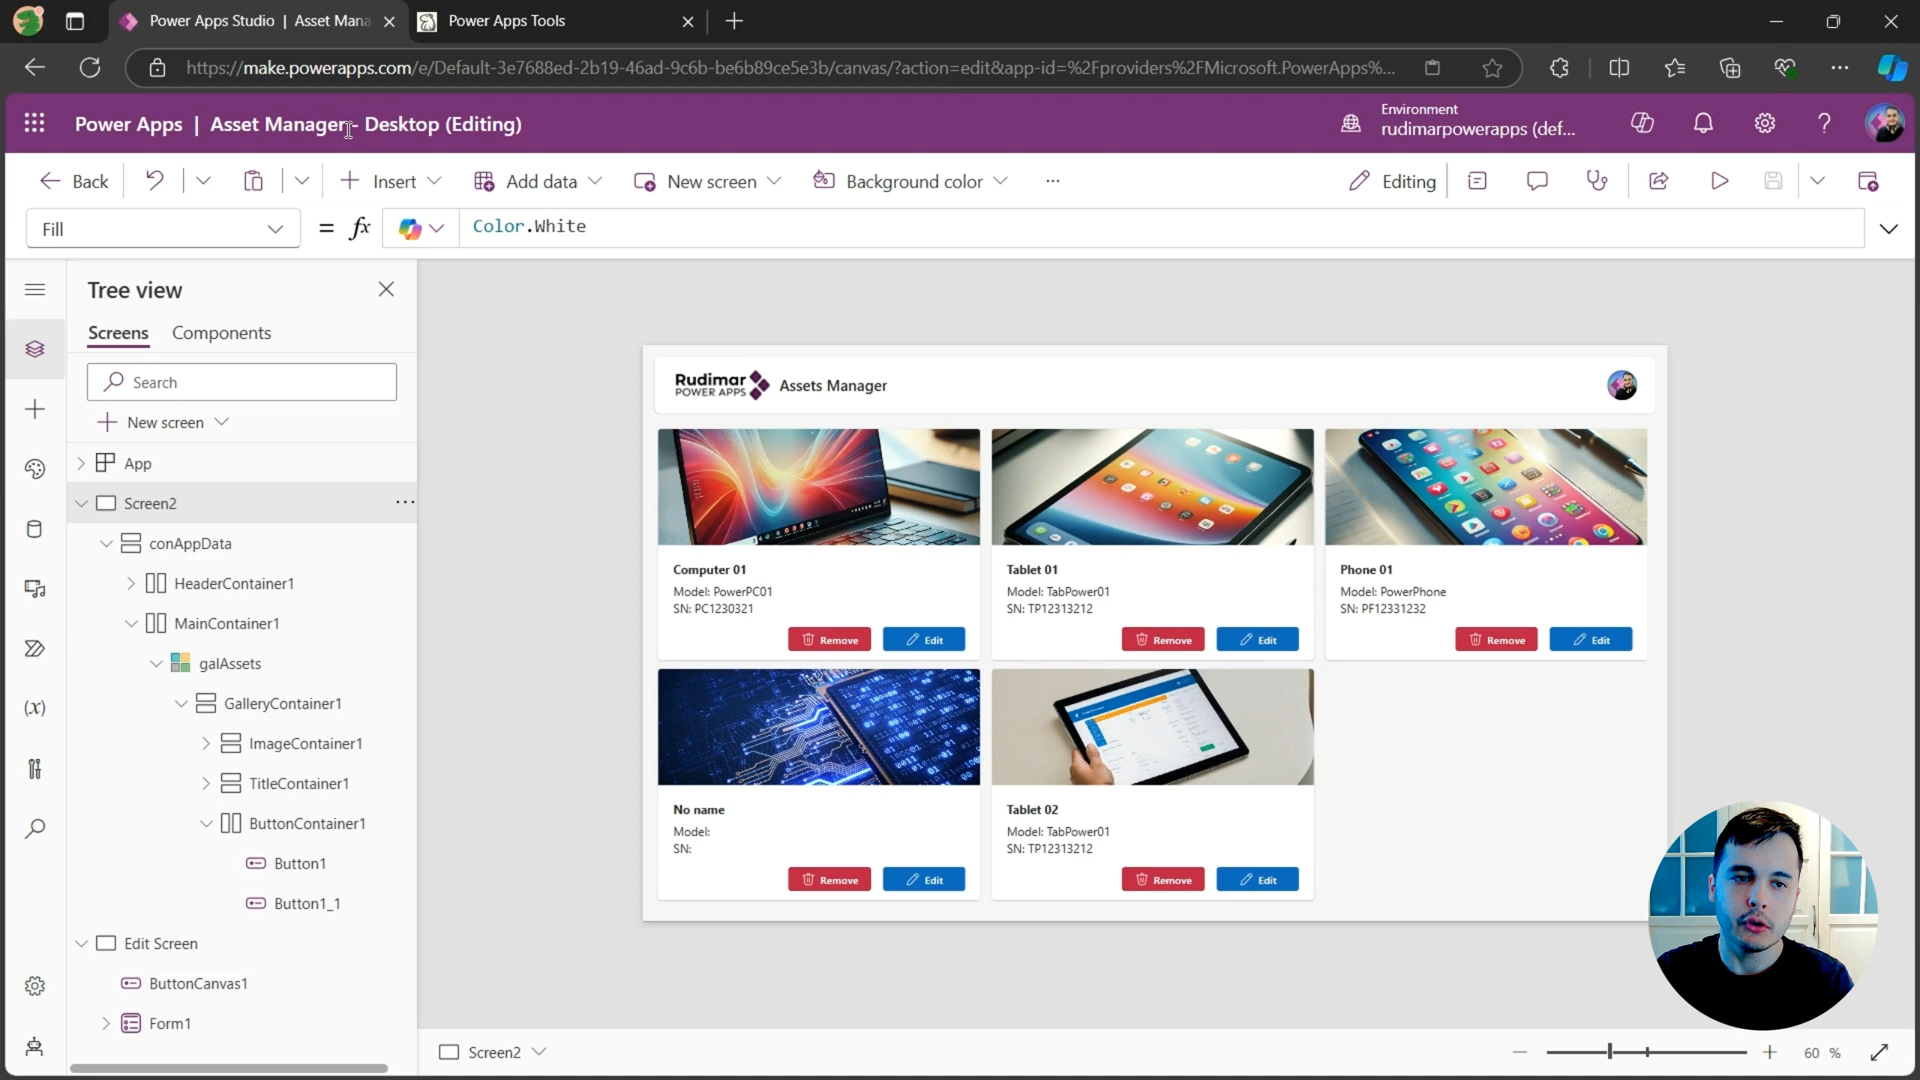 Power Apps Studio | Asset Mana
Power Apps Tools
https://make.powerapps.com/e/Default-3e7688ed-2b19-46ad-9c6b-be6b89ce5e3b/canvas/?action=edit&app-id=%2Fproviders%2FMicrosoft.PowerApps%...
Power Apps | Asset Manager - Desktop (Editing)
Environment
rudimarpowerapps (def...
Back
Insert
Add data
New screen
Background color
Editing
Fill
= fx
Color.White
Tree view
Screens
Components
Search
New screen
App
Screen2
conAppData
HeaderContainer1
MainContainer1
galAssets
GalleryContainer1
ImageContainer1
TitleContainer1
ButtonContainer1
Button1
Button1_1
Edit Screen
ButtonCanvas1
Form1
Rudimar
POWER APPS
Assets Manager
Computer 01
Model: PowerPC01
SN: PC1230321
Remove
Edit
Tablet 01
Model: TabPower01
SN: TP12313212
Remove
Edit
Phone 01
Model: PowerPhone
SN: PF12331232
Remove
Edit
No name
Model:
SN:
Remove
Edit
Tablet 02
Model: TabPower01
SN: TP12313212
Remove
Edit
Screen2
60 %